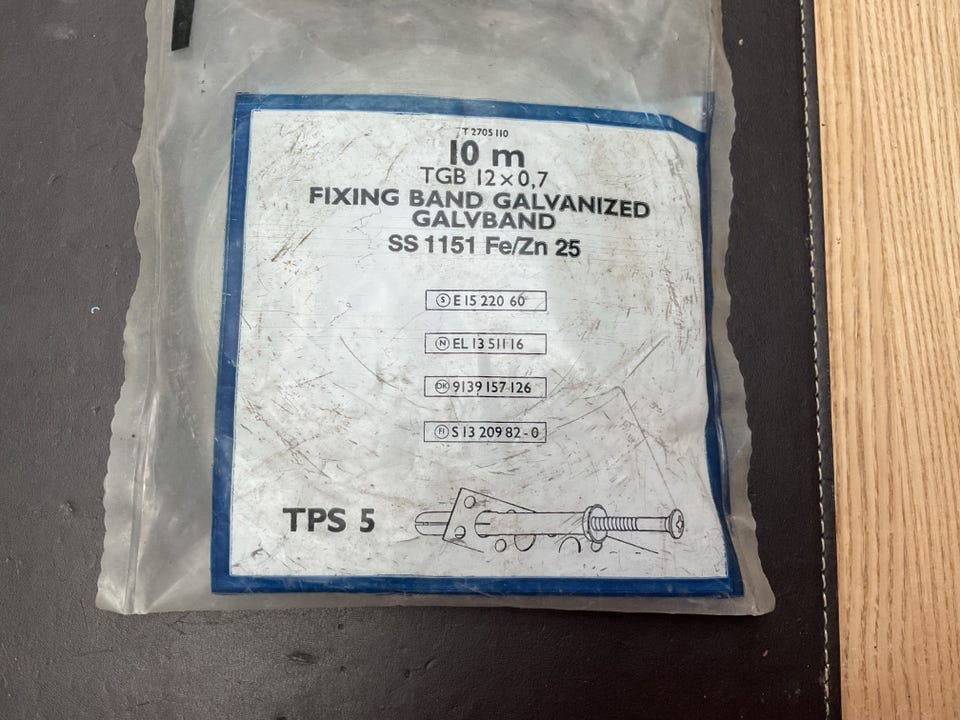 T 2705 110
10 m
TGB 12×0,7
FIXING BAND GALVANIZED
GALVBAND
SS 1151 Fe/Zn 25
S E 15 220 60
N EL 13 511 16
DK 9139 157 126
FI S 13 209 82-0
TPS 5